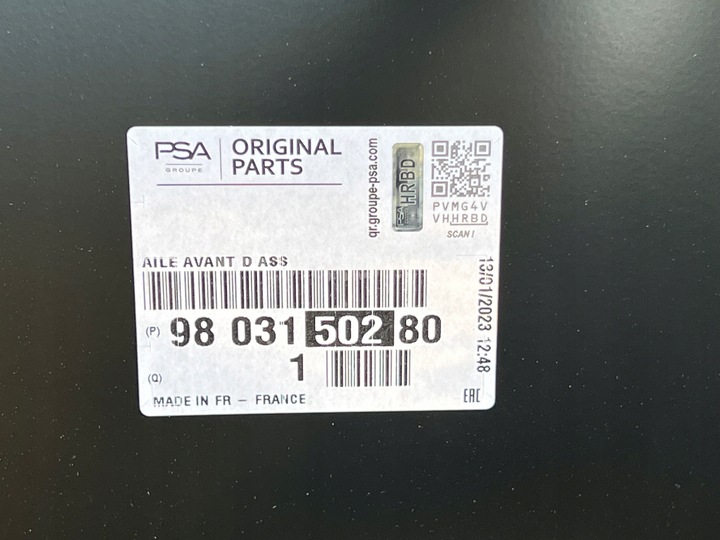 PSA
GROUPE
ORIGINAL
PARTS
qr.groupe-psa.com
PSA
HRBD
PVMG4V
VHHRBD
SCAN !
AILE AVANT D ASS
13/01/2023 12:48
(P) 98 031 502 80
(Q) 1
MADE IN FR - FRANCE
EAC